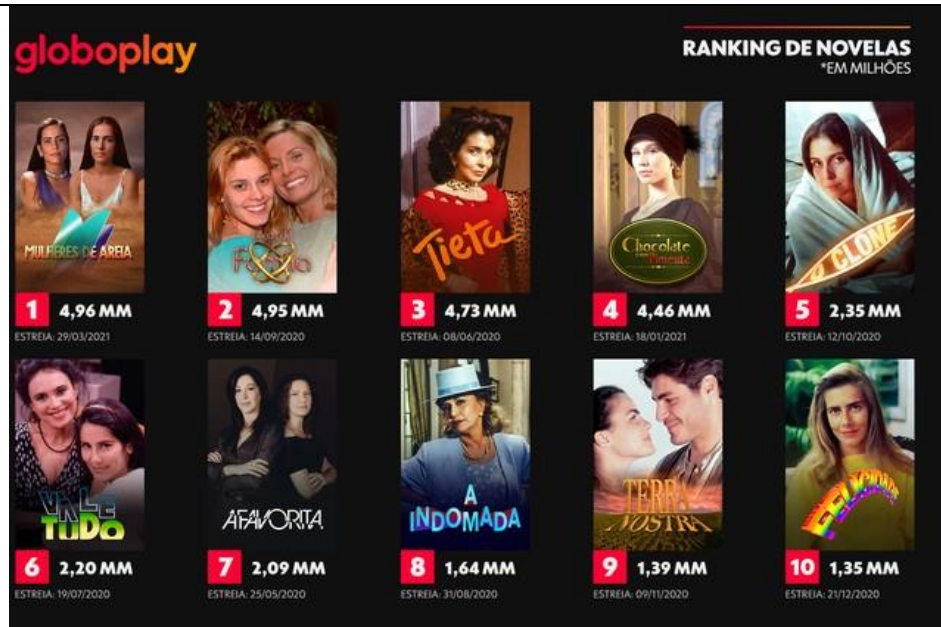 globoplay
RANKING DE NOVELAS
*EM MILHÕES
MULHERES DE AREIA
1 4,96 MM
ESTREIA: 29/03/2021
2 4,95 MM
ESTREIA: 14/09/2020
Tieta
3 4,73 MM
ESTREIA: 08/06/2020
Chocolate
com Pimenta
4 4,46 MM
ESTREIA: 18/01/2021
O CLONE
5 2,35 MM
ESTREIA: 12/10/2020
VALE
TUDO
6 2,20 MM
ESTREIA: 19/07/2020
A FAVORITA
7 2,09 MM
ESTREIA: 25/05/2020
A
INDOMADA
8 1,64 MM
ESTREIA: 31/08/2020
TERRA
NOSTRA
9 1,39 MM
ESTREIA: 09/11/2020
FELICIDADE
10 1,35 MM
ESTREIA: 21/12/2020